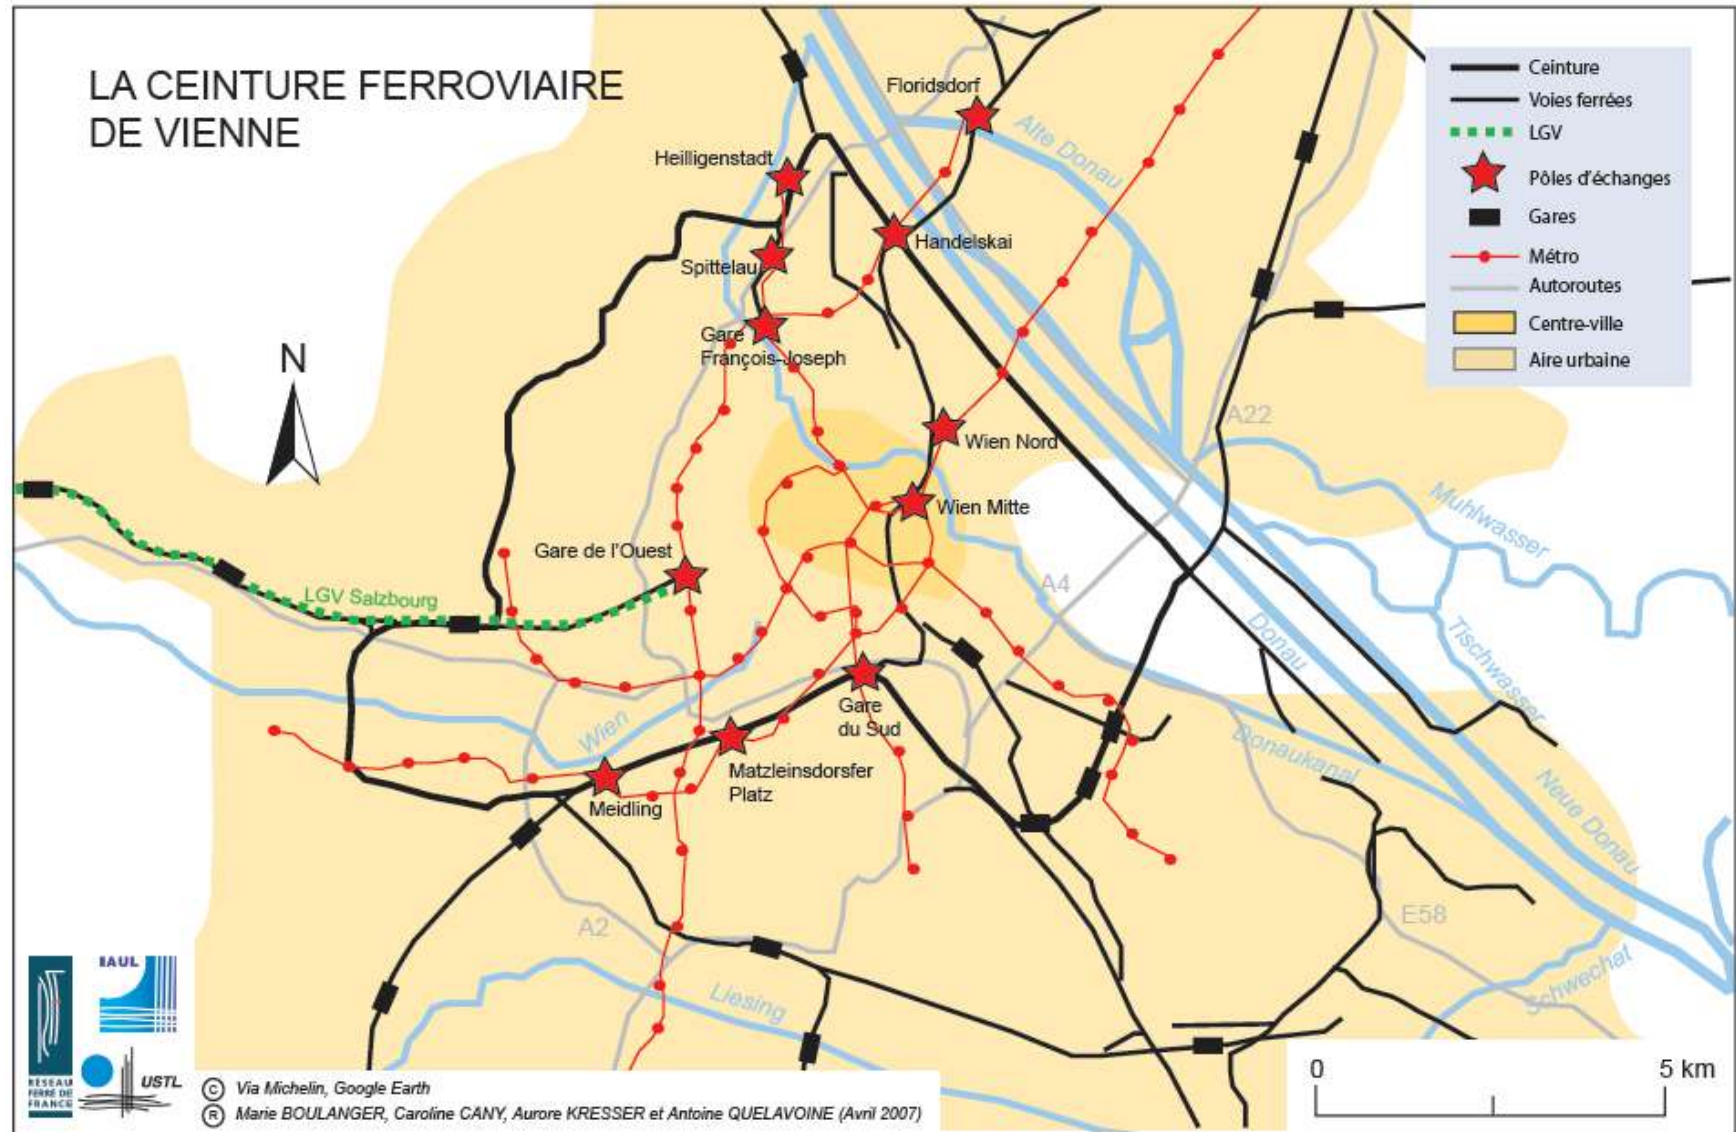 LA CEINTURE FERROVIAIRE
DE VIENNE
Ceinture
Voies ferrées
LGV
Pôles d'échanges
Gares
Métro
Autoroutes
Centre-ville
Aire urbaine
Floridsdorf
Alte Donau
Heilligenstadt
Handelskai
Spittelau
Gare
François-Joseph
N
A22
Wien Nord
Wien Mitte
Muhlwasser
Gare de l'Ouest
A4
LGV Salzbourg
Donau
Tischwasser
Wien
Gare
du Sud
Donaukanal
Matzleinsdorsfer
Platz
Meidling
Neue Donau
A2
E58
Liesing
Schwechat
IAUL
RÉSEAU
FERRE DE
FRANCE
USTL
0 5 km
C Via Michelin, Google Earth
R Marie BOULANGER, Caroline CANY, Aurore KRESSER et Antoine QUELAVOINE (Avril 2007)